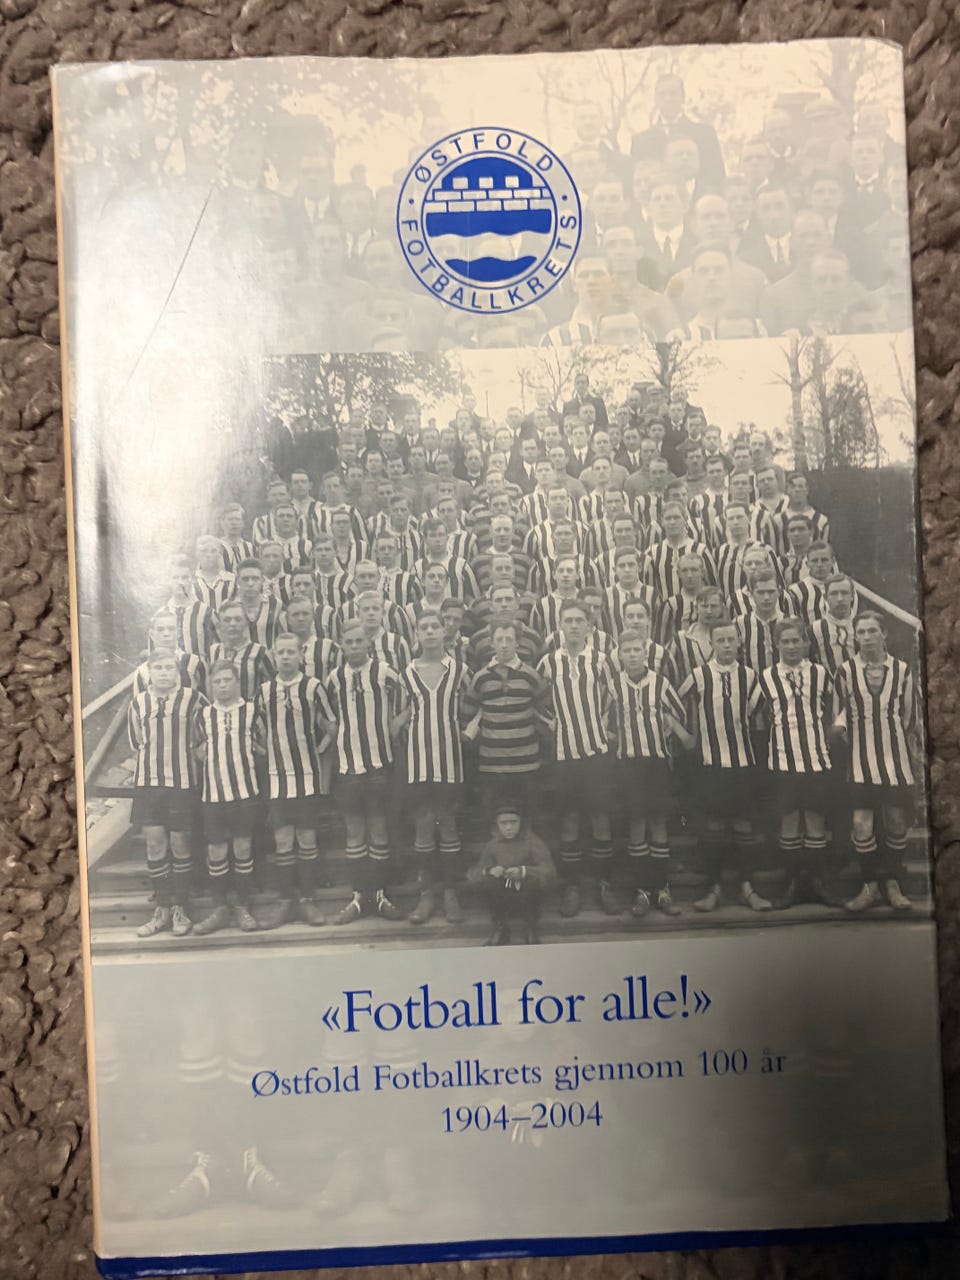 ØSTFOLD
FOTBALLKRETS
«Fotball for alle!»
Østfold Fotballkrets gjennom 100 år
1904–2004